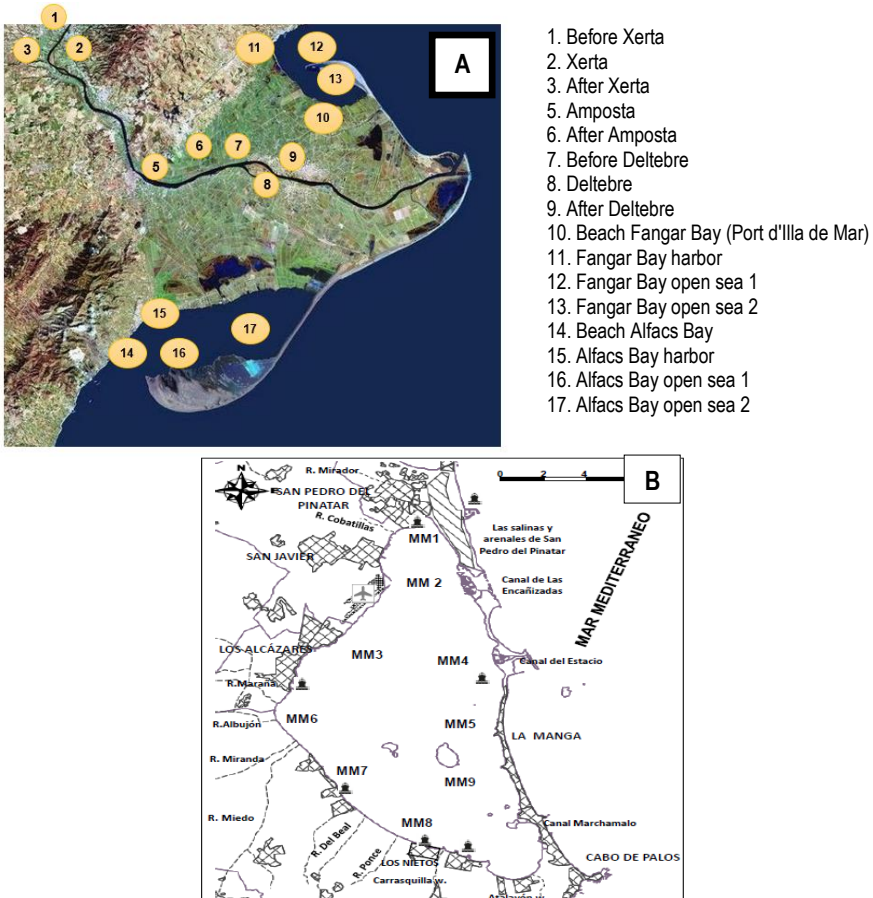 1
3
2
11
12
A
13
10
6
7
9
5
8
15
17
14
16
1. Before Xerta
2. Xerta
3. After Xerta
5. Amposta
6. After Amposta
7. Before Deltebre
8. Deltebre
9. After Deltebre
10. Beach Fangar Bay (Port d'Illa de Mar)
11. Fangar Bay harbor
12. Fangar Bay open sea 1
13. Fangar Bay open sea 2
14. Beach Alfacs Bay
15. Alfacs Bay harbor
16. Alfacs Bay open sea 1
17. Alfacs Bay open sea 2
N
E
R. Mirador
0 2 4
B
SAN PEDRO DEL
PINATAR
R. Cobatillas
MM1
Las salinas y
arenales de San
Pedro del Pinatar
MAR MEDITERRANEO
SAN JAVIER
MM 2
Canal de Las
Encañizadas
LOS ALCÁZARES
MM3
MM4
Canal del Estacio
R.Maraña
R.Albujón
MM6
MM5
LA MANGA
R. Miranda
MM7
MM9
R. Miedo
MM8
Canal Marchamalo
R. Del Beal
R. Ponce
LOS NIETOS
CABO DE PALOS
Carrasquilla w.